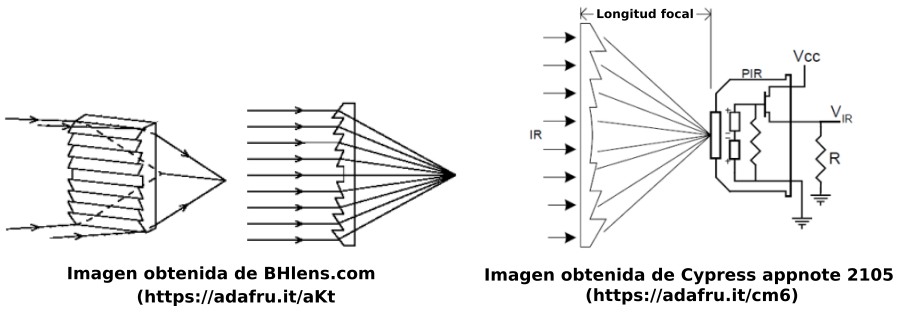 Longitud focal
Vcc
PIR
+
-
+
V IR
IR
R
Imagen obtenida de BHlens.com
(https://adafru.it/aKt
Imagen obtenida de Cypress appnote 2105
(https://adafru.it/cm6)